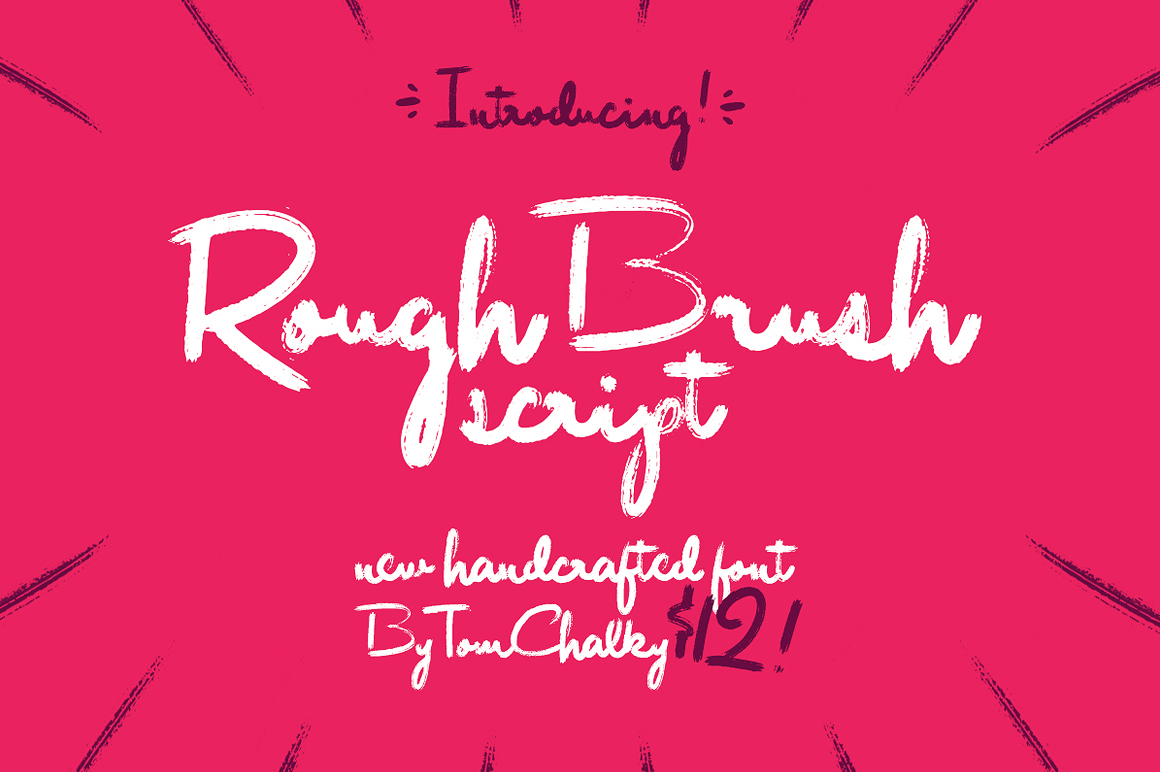 Introducing!
Rough Brush
script
new handcrafted font
By Tom Chalky $12!